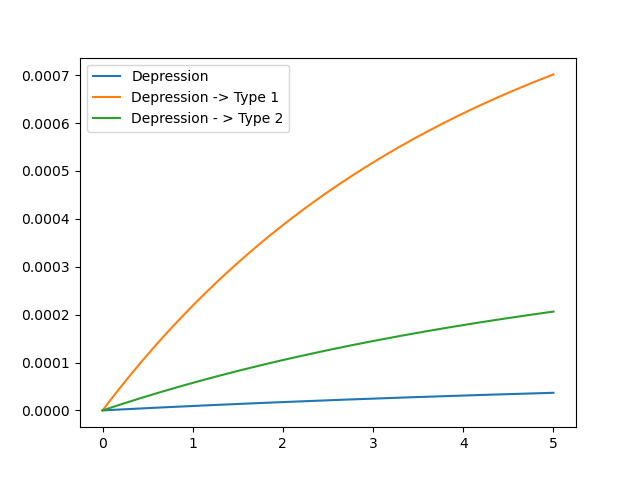 Depression
Depression -> Type 1
Depression - > Type 2
0.0007
0.0006
0.0005
0.0004
0.0003
0.0002
0.0001
0.0000
0 1 2 3 4 5